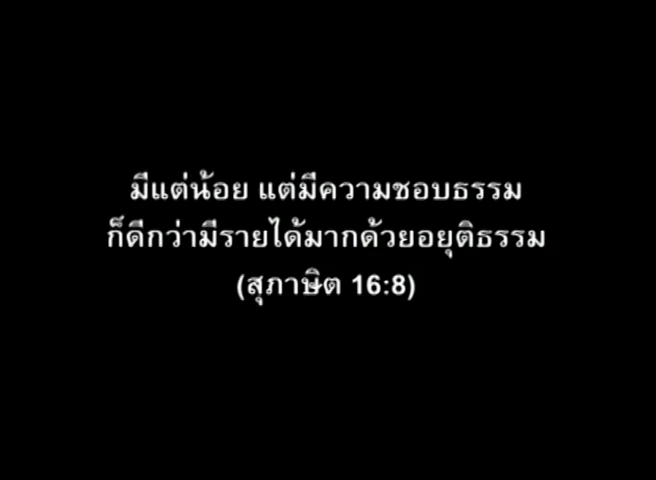 มีแต่น้อย แต่มีความชอบธรรม
ก็ดีกว่ามีรายได้มากด้วยอยุติธรรม
(สุภาษิต 16:8)